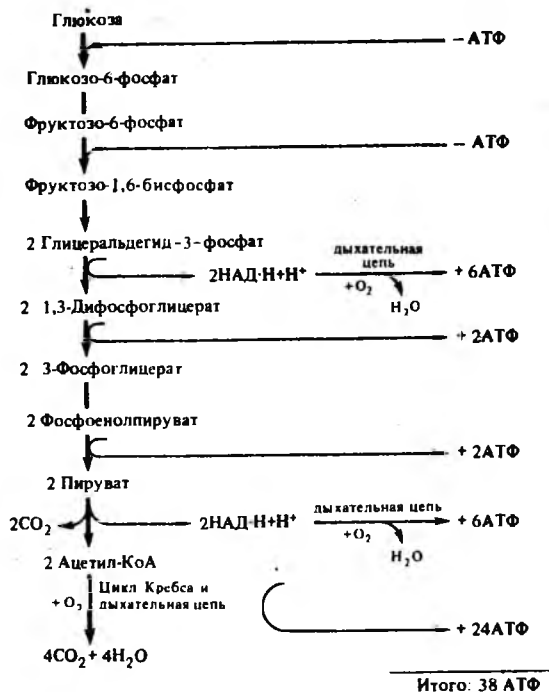 Глюкоза
− АТФ
Глюкозо-6-фосфат
Фруктозо-6-фосфат
− АТФ
Фруктозо-1,6-бисфосфат
2 Глицеральдегид-3-фосфат
2НАД·Н+Н⁺
дыхательная
цепь
+O₂
H₂O
+ 6АТФ
2 1,3-Дифосфоглицерат
+ 2АТФ
2 3-Фосфоглицерат
2 Фосфоенолпируват
+ 2АТФ
2 Пируват
2CO₂
2НАД·Н+Н⁺
дыхательная цепь
+O₂
H₂O
+ 6АТФ
2 Ацетил-КоА
+ O₂
Цикл Кребса и
дыхательная цепь
+ 24АТФ
4CO₂ + 4H₂O
Итого: 38 АТФ